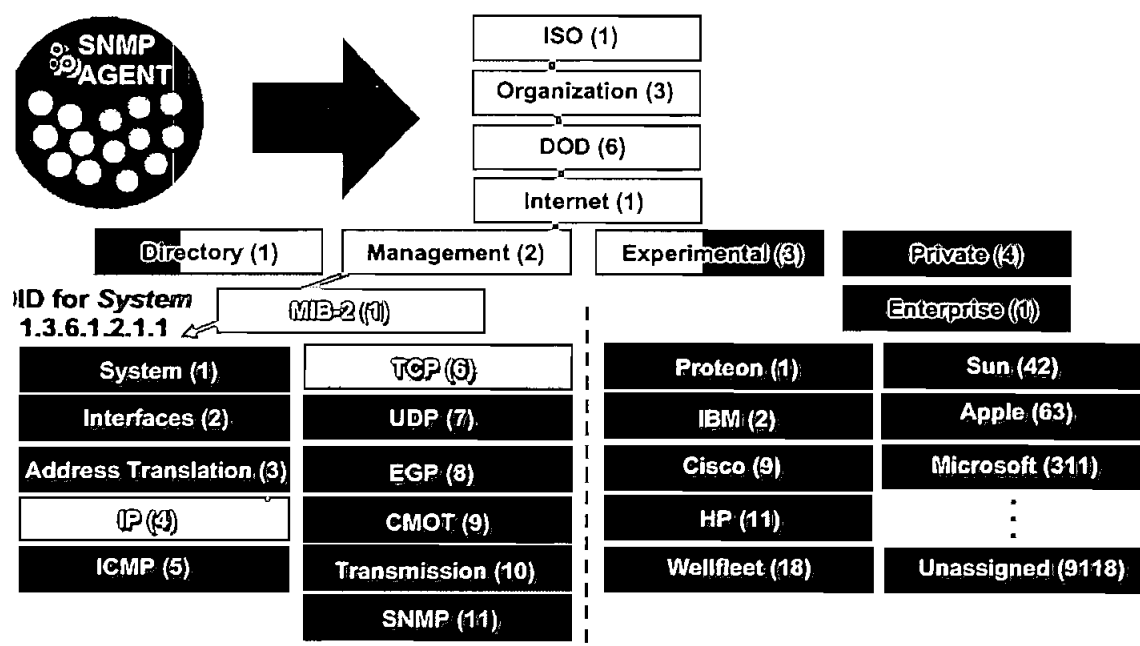 SNMP
AGENT
ISO (1)
Organization (3)
DOD (6)
Internet (1)
Directory (1)
Management (2)
Experimental (3)
Private (4)
ID for System
1.3.6.1.2.1.1
MIB-2 (1)
Enterprise (1)
System (1)
TCP (6)
Proteon (1)
Sun (42)
Interfaces (2)
UDP (7)
IBM (2)
Apple (63)
Address Translation (3)
EGP (8)
Cisco (9)
Microsoft (311)
IP (4)
CMOT (9)
HP (11)
ICMP (5)
Transmission (10)
Wellfleet (18)
Unassigned (9118)
SNMP (11)